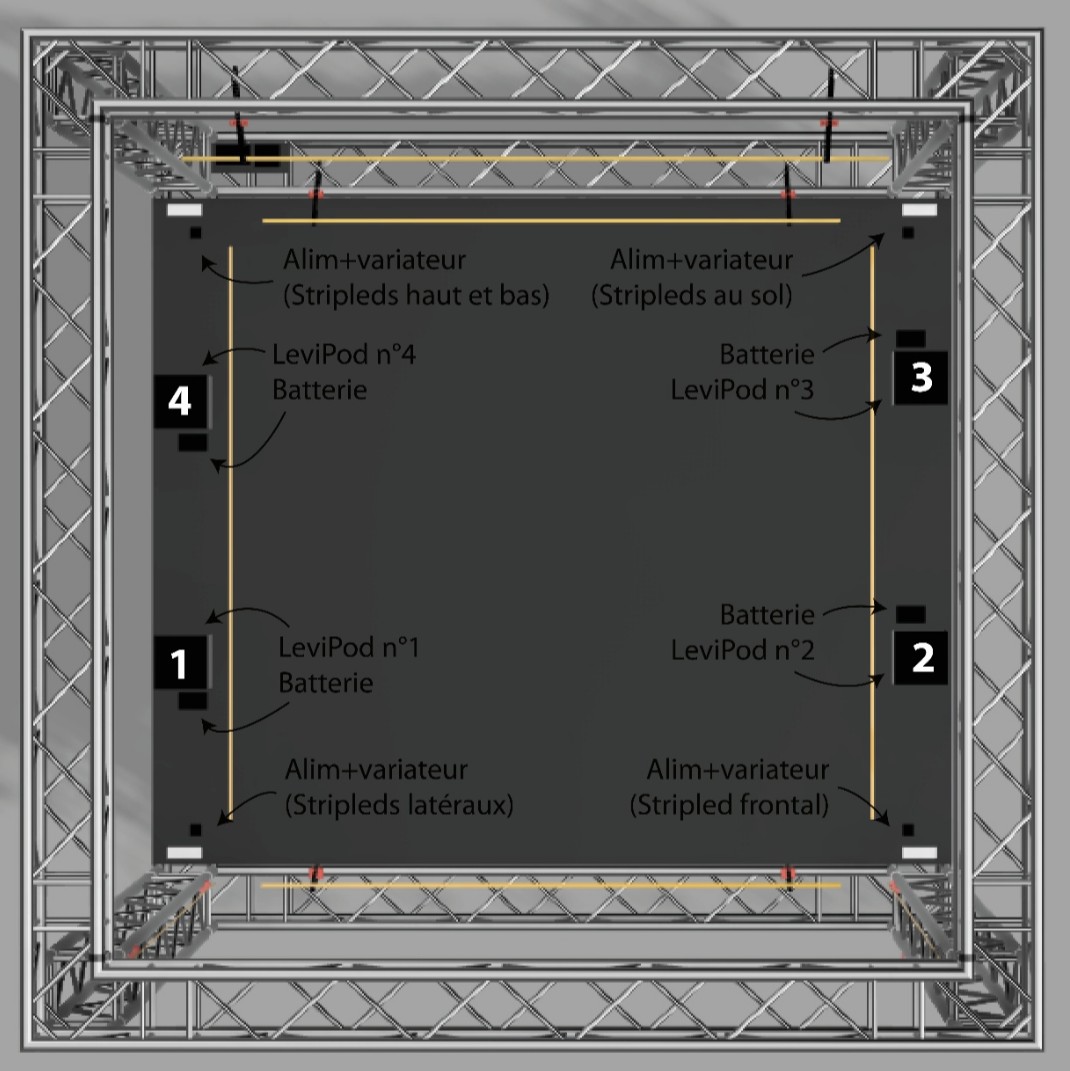 Alim+variateur
(Stripleds haut et bas)
Alim+variateur
(Stripleds au sol)
LeviPod n°4
Batterie
4
Batterie
LeviPod n°3
3
LeviPod n°1
Batterie
1
Batterie
LeviPod n°2
2
Alim+variateur
(Stripleds latéraux)
Alim+variateur
(Stripled frontal)